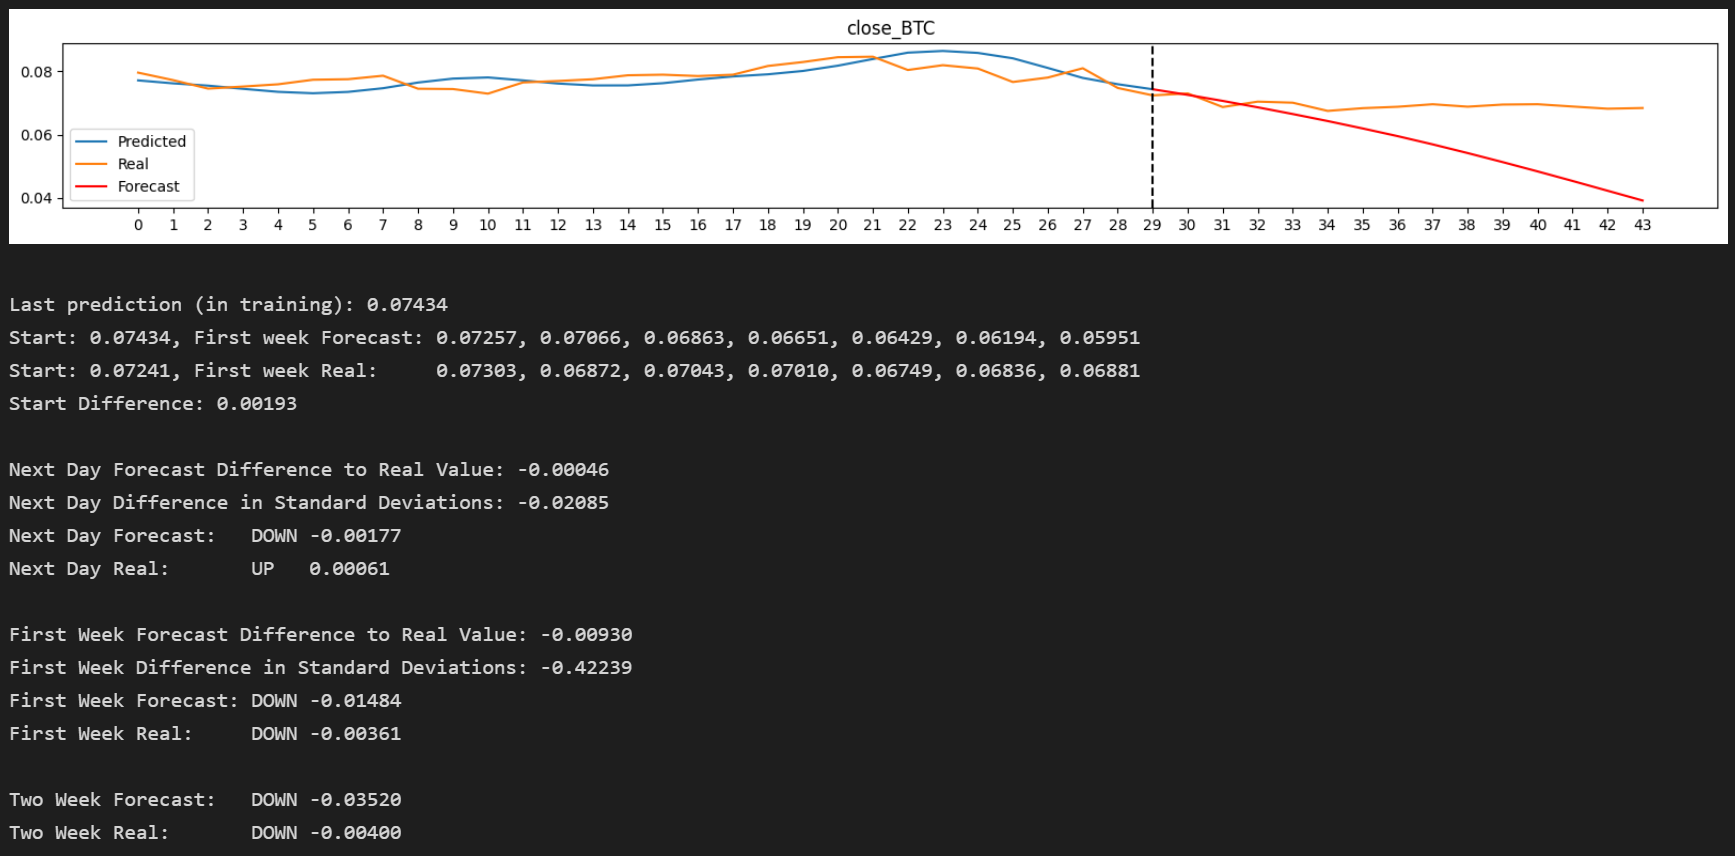 close_BTC
0.08
0.06
0.04
Predicted
Real
Forecast
0 1 2 3 4 5 6 7 8 9 10 11 12 13 14 15 16 17 18 19 20 21 22 23 24 25 26 27 28 29 30 31 32 33 34 35 36 37 38 39 40 41 42 43
Last prediction (in training): 0.07434
Start: 0.07434, First week Forecast: 0.07257, 0.07066, 0.06863, 0.06651, 0.06429, 0.06194, 0.05951
Start: 0.07241, First week Real:     0.07303, 0.06872, 0.07043, 0.07010, 0.06749, 0.06836, 0.06881
Start Difference: 0.00193
Next Day Forecast Difference to Real Value: -0.00046
Next Day Difference in Standard Deviations: -0.02085
Next Day Forecast:   DOWN -0.00177
Next Day Real:       UP   0.00061
First Week Forecast Difference to Real Value: -0.00930
First Week Difference in Standard Deviations: -0.42239
First Week Forecast: DOWN -0.01484
First Week Real:     DOWN -0.00361
Two Week Forecast:   DOWN -0.03520
Two Week Real:       DOWN -0.00400